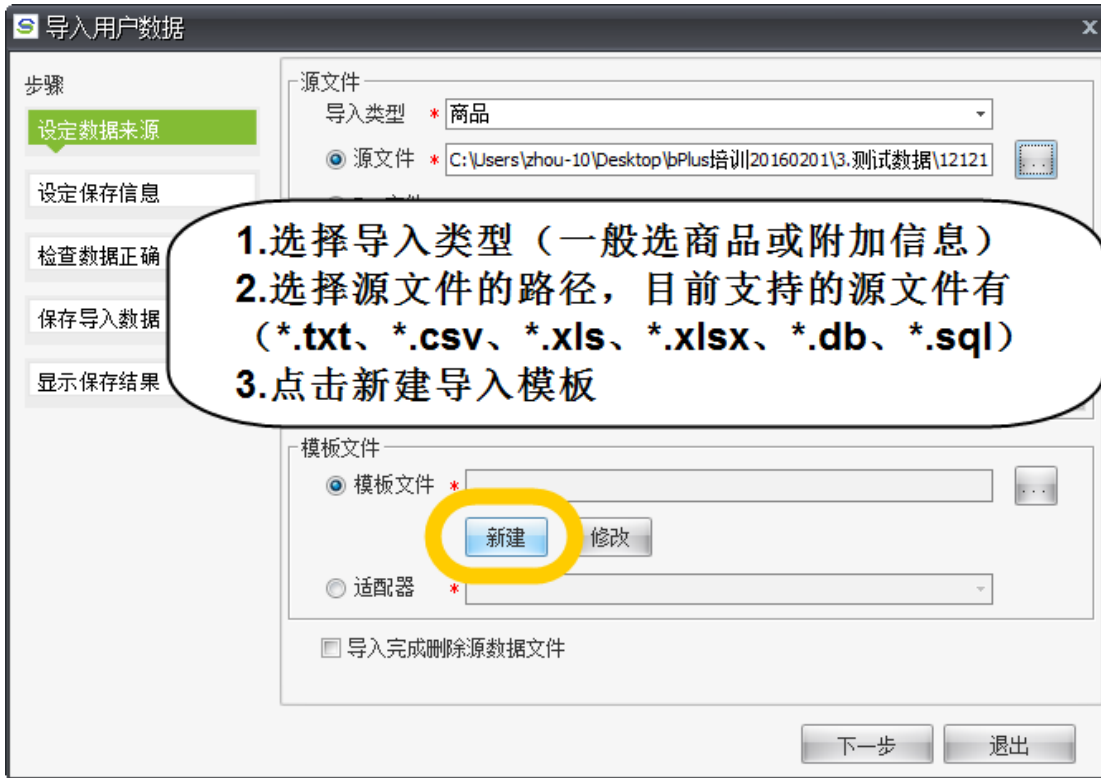 导入用户数据
x
步骤
设定数据来源
设定保存信息
检查数据正确
保存导入数据
显示保存结果
源文件
导入类型 * 商品
源文件 * C:\Users\zhou-10\Desktop\bPlus培训20160201\3.测试数据\12121
...
1.选择导入类型（一般选商品或附加信息）
2.选择源文件的路径，目前支持的源文件有
（*.txt、*.csv、*.xls、*.xlsx、*.db、*.sql）
3.点击新建导入模板
模板文件
模板文件 *
...
新建 修改
适配器 *
导入完成删除源数据文件
下一步 退出